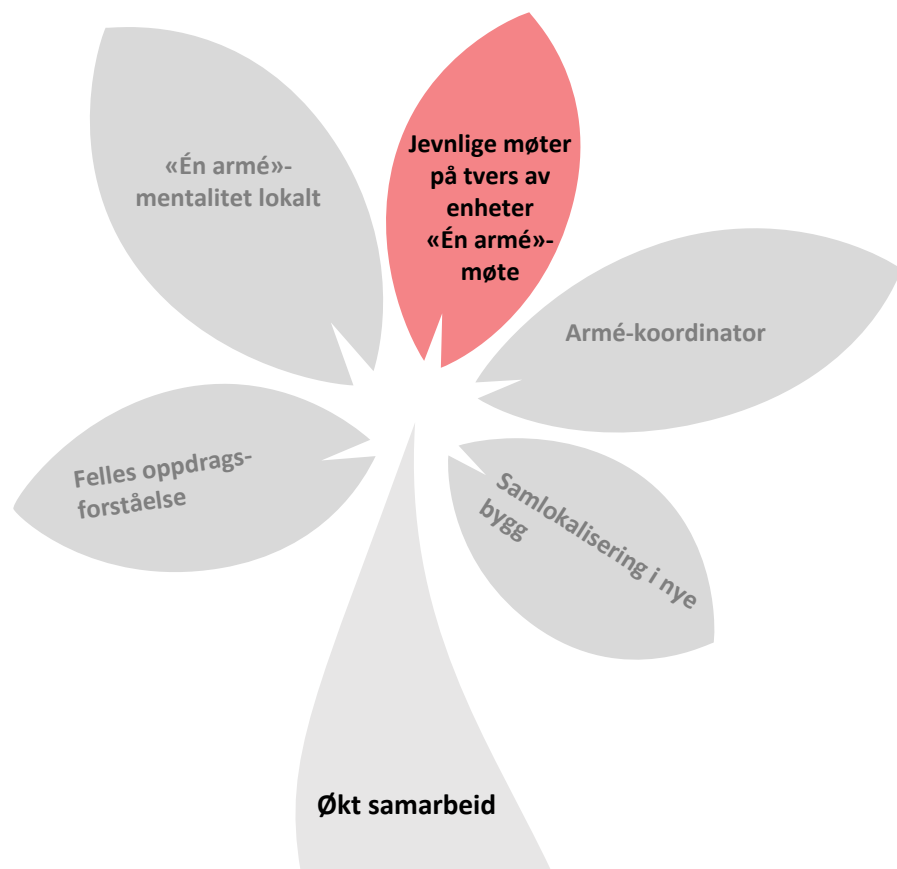 «Én armé»-
mentalitet lokalt
Jevnlige møter
på tvers av
enheter
«Én armé»-
møte
Armé-koordinator
Felles oppdrags-
forståelse
Samlokalisering i nye
bygg
Økt samarbeid